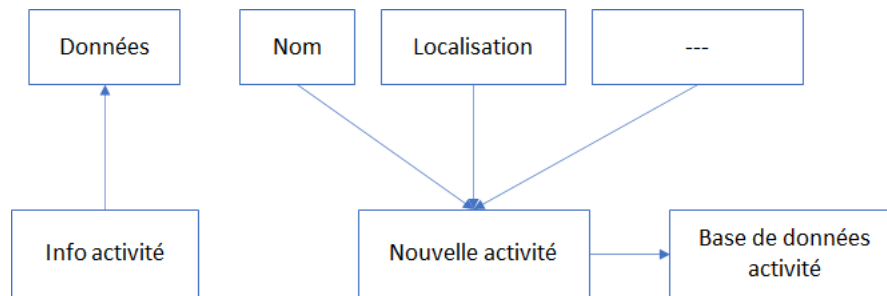 Données
Nom
Localisation
---
Info activité
Nouvelle activité
Base de données
activité